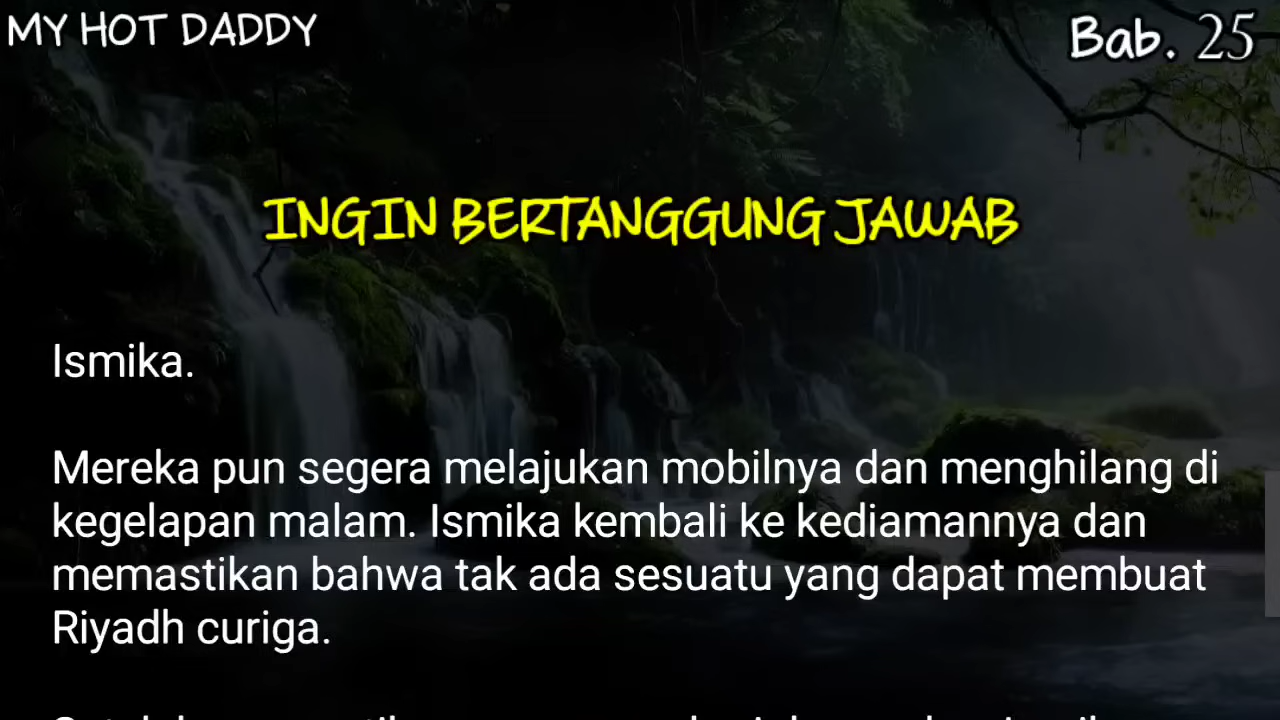 MY HOT DADDY
Bab. 25
INGIN BERTANGGUNG JAWAB
Ismika.
Mereka pun segera melajukan mobilnya dan menghilang di
kegelapan malam. Ismika kembali ke kediamannya dan
memastikan bahwa tak ada sesuatu yang dapat membuat
Riyadh curiga.